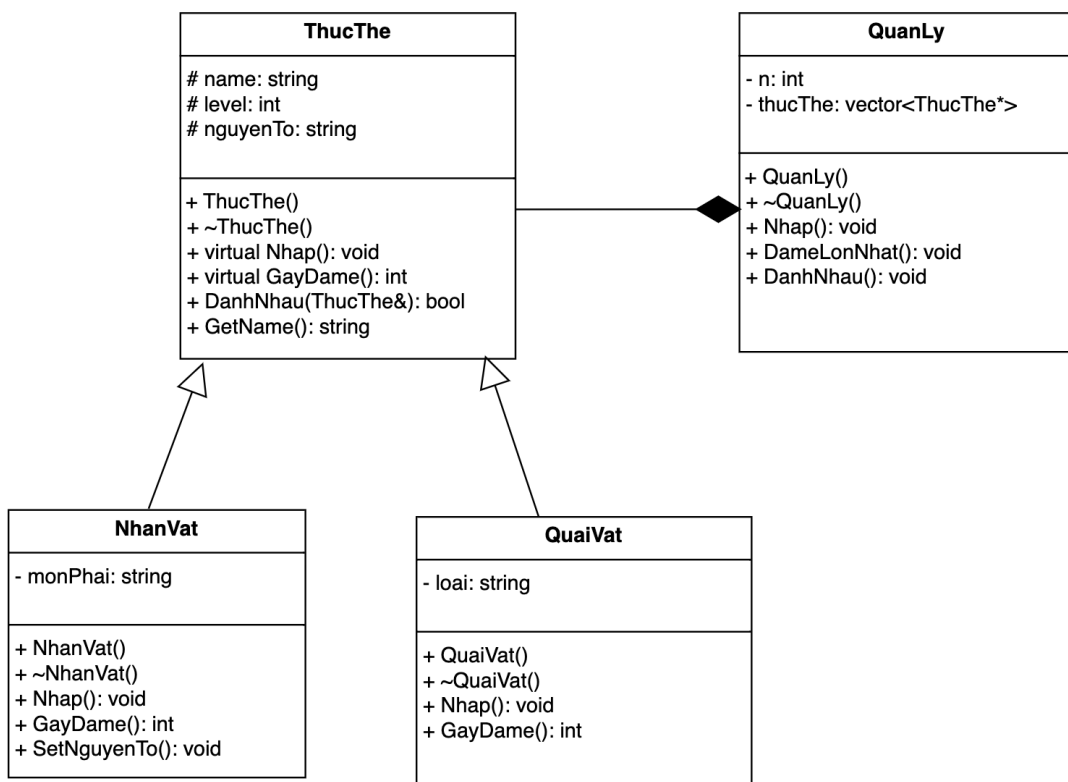 ThucThe
# name: string
# level: int
# nguyenTo: string
+ ThucThe()
+ ~ThucThe()
+ virtual Nhap(): void
+ virtual GayDame(): int
+ DanhNhau(ThucThe&): bool
+ GetName(): string
QuanLy
- n: int
- thucThe: vector<ThucThe*>
+ QuanLy()
+ ~QuanLy()
+ Nhap(): void
+ DameLonNhat(): void
+ DanhNhau(): void
NhanVat
- monPhai: string
+ NhanVat()
+ ~NhanVat()
+ Nhap(): void
+ GayDame(): int
+ SetNguyenTo(): void
QuaiVat
- loai: string
+ QuaiVat()
+ ~QuaiVat()
+ Nhap(): void
+ GayDame(): int